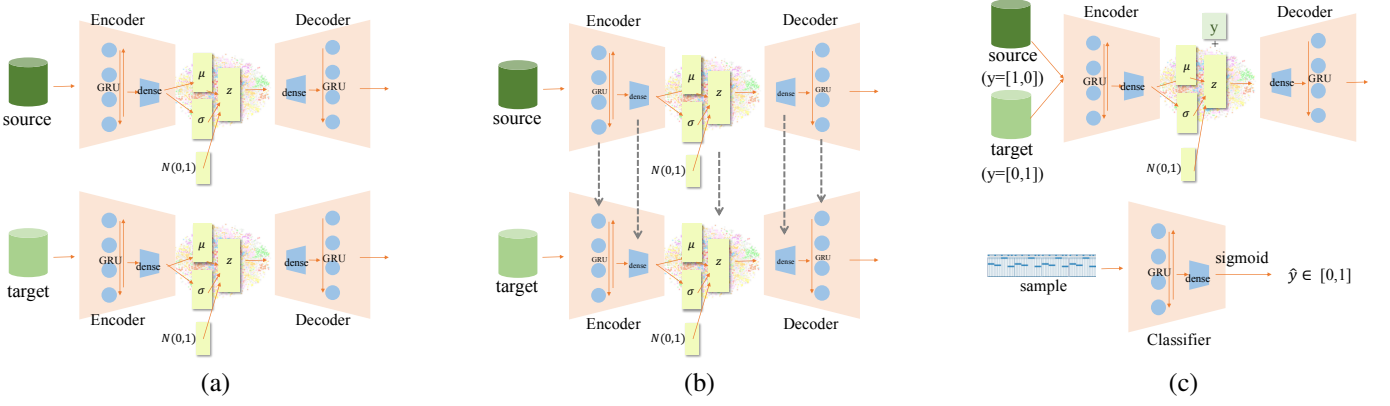 Encoder
Decoder
GRU
dense
μ
σ
z
dense
GRU
source
N(0,1)
GRU
dense
μ
σ
z
dense
GRU
target
Encoder
Decoder
N(0,1)
(a)
Encoder
Decoder
GRU
dense
μ
σ
z
dense
GRU
source
N(0,1)
GRU
dense
μ
σ
z
dense
GRU
target
Encoder
Decoder
N(0,1)
(b)
Encoder
Decoder
y
+
source
(y=[1,0])
GRU
dense
μ
σ
z
dense
GRU
target
(y=[0,1])
N(0,1)
sample
GRU
dense
sigmoid
ŷ ∈ [0,1]
Classifier
(c)